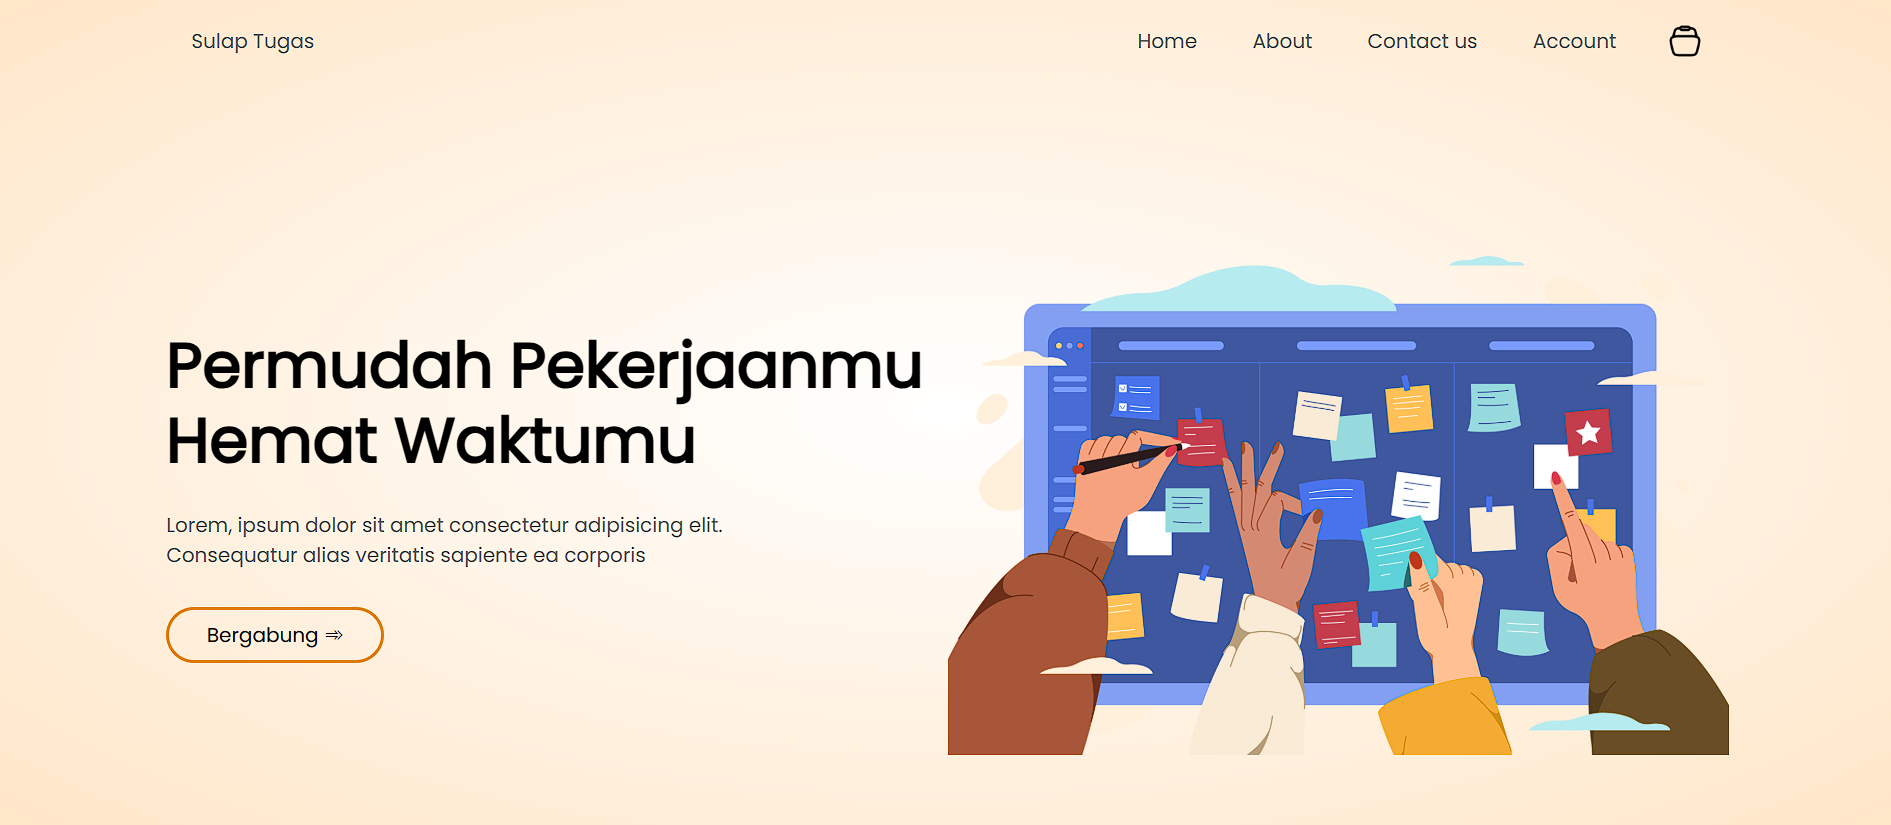 Sulap Tugas
Home About Contact us Account
Permudah Pekerjaanmu
Hemat Waktumu
Lorem, ipsum dolor sit amet consectetur adipisicing elit.
Consequatur alias veritatis sapiente ea corporis
Bergabung ⇒